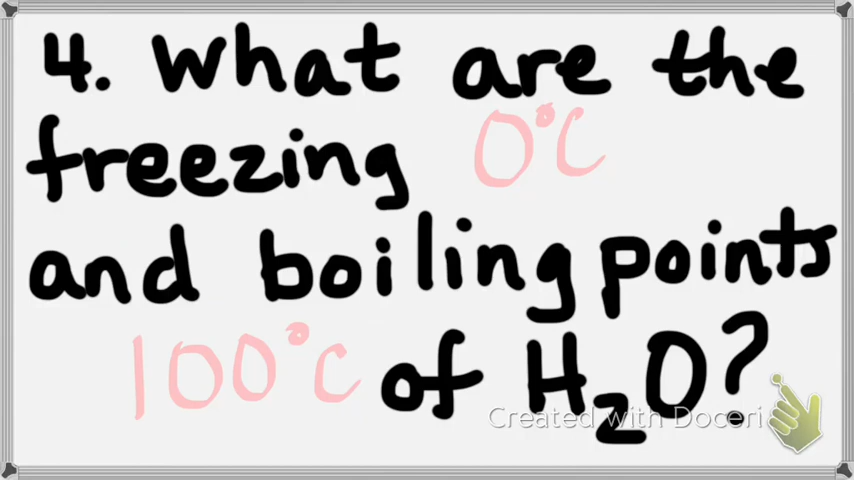 4. What are the
freezing 0°C
and boiling points
100°C of H₂O?
Created with Doceri